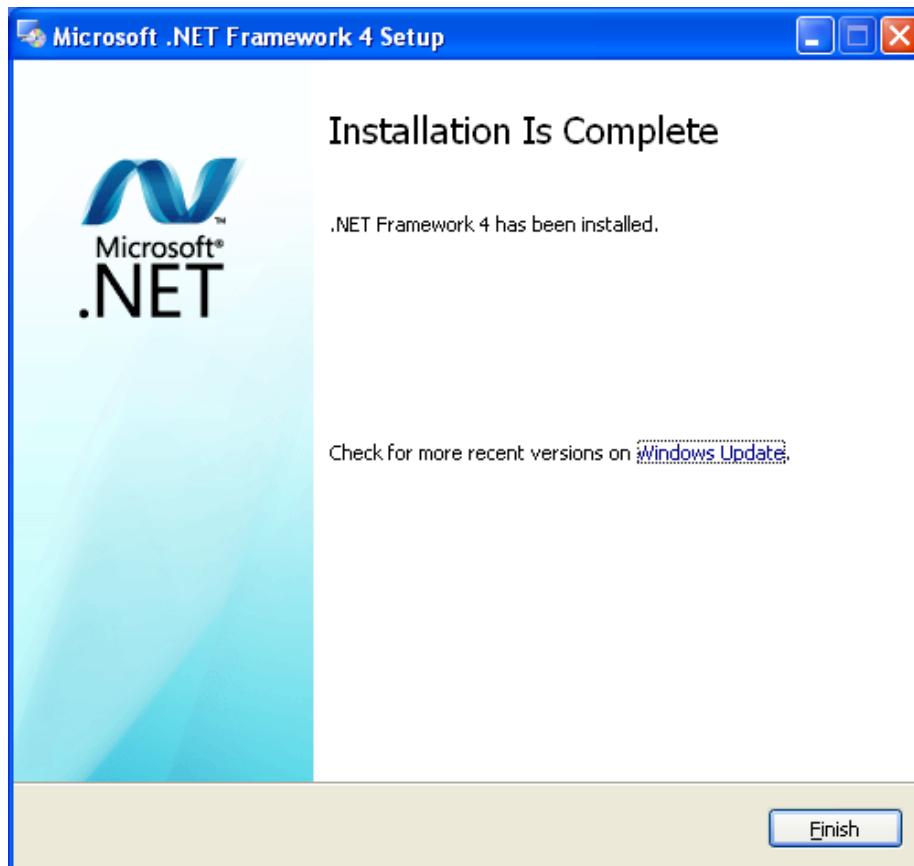 Microsoft .NET Framework 4 Setup
Installation Is Complete
Microsoft®
.NET
™
.NET Framework 4 has been installed.
Check for more recent versions on Windows Update.
Finish